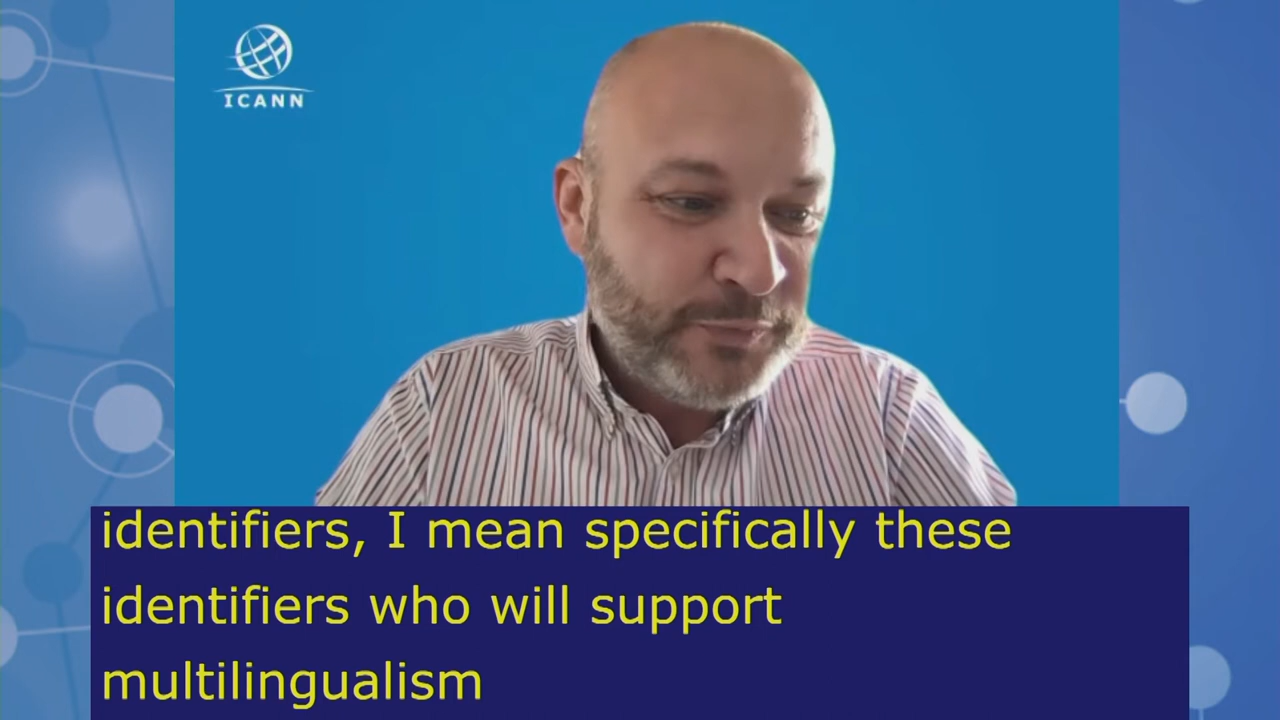 ICANN
identifiers, I mean specifically these
identifiers who will support
multilingualism